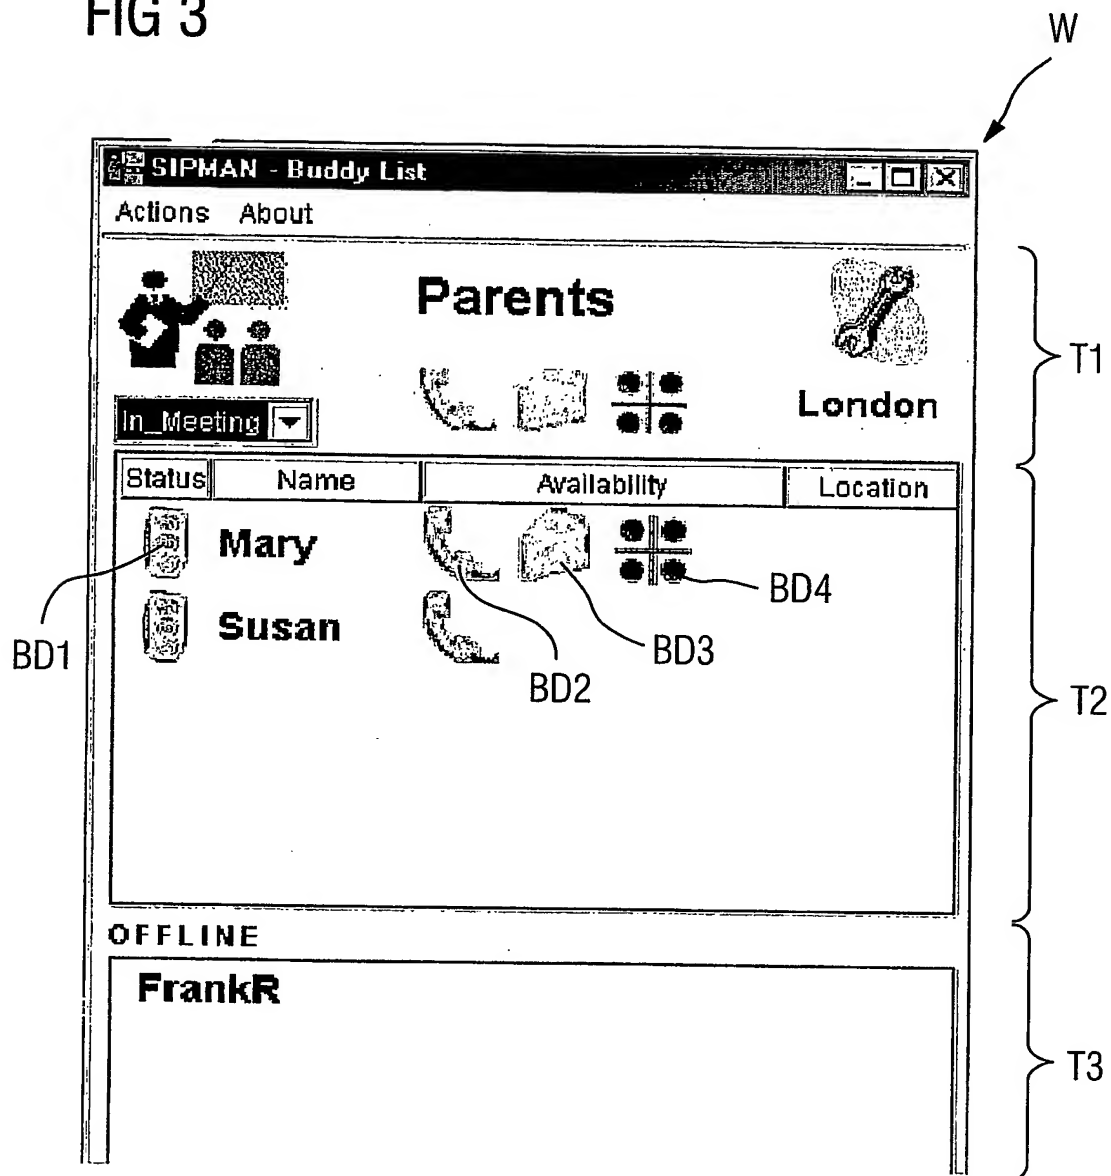 FIG 3
W
SIPMAN - Buddy List
Actions About
Parents
T1
In_Meeting
London
Status Name Availability Location
Mary
BD4
Susan
BD1
BD3
BD2
T2
OFFLINE
FrankR
T3